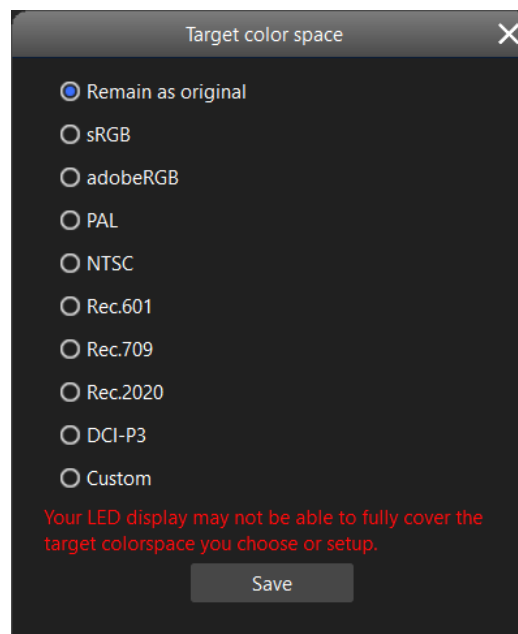 Target color space
Remain as original
sRGB
adobeRGB
PAL
NTSC
Rec.601
Rec.709
Rec.2020
DCI-P3
Custom
Your LED display may not be able to fully cover the
target colorspace you choose or setup.
Save